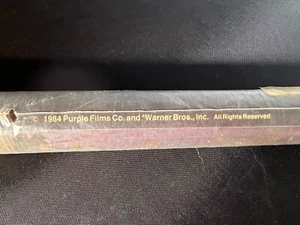 1984 Purple Films Co. and *Warner Bros., Inc. All Rights Reserved